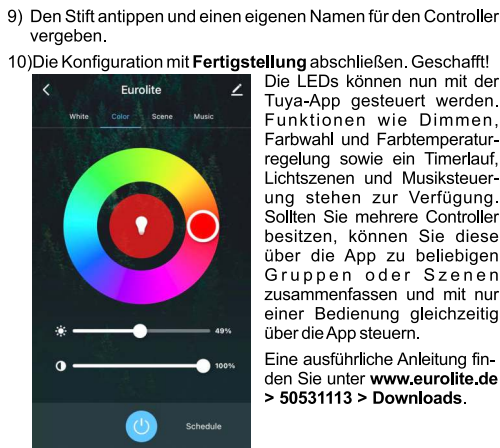 9) Den Stift antippen und einen eigenen Namen für den Controller
vergeben.
10)Die Konfiguration mit Fertigstellung abschließen. Geschafft!
Eurolite
White Color Scene Music
49%
100%
Schedule
Die LEDs können nun mit der
Tuya-App gesteuert werden.
Funktionen wie Dimmen,
Farbwahl und Farbtemperatur-
regelung sowie ein Timerlauf,
Lichtszenen und Musiksteuer-
ung stehen zur Verfügung.
Sollten Sie mehrere Controller
besitzen, können Sie diese
über die App zu beliebigen
Gruppen oder Szenen
zusammenfassen und mit nur
einer Bedienung gleichzeitig
über die App steuern.
Eine ausführliche Anleitung fin-
den Sie unter www.eurolite.de
> 50531113 > Downloads.